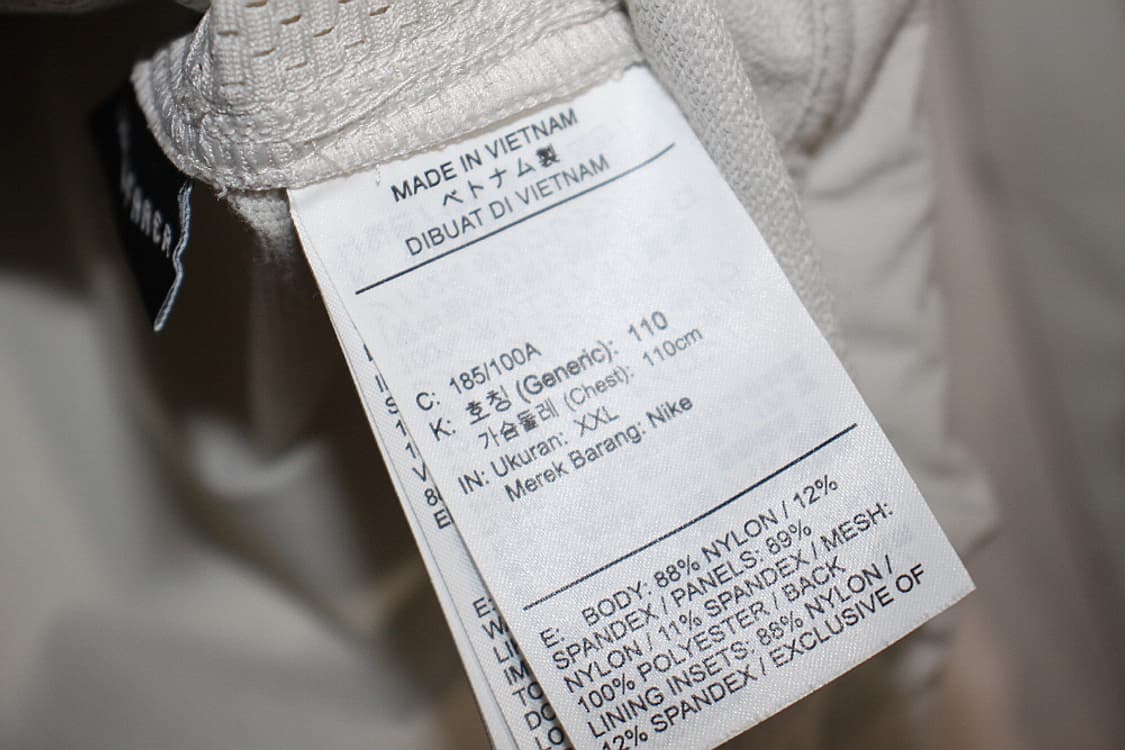 MADE IN VIETNAM
ベトナム製
DIBUAT DI VIETNAM
C: 185/100A
K: 호칭 (Generic): 110
가슴둘레 (Chest): 110cm
IN: Ukuran: XXL
Merek Barang: Nike
E: BODY: 88% NYLON / 12%
SPANDEX / PANELS: 89%
NYLON / 11% SPANDEX / MESH:
100% POLYESTER / BACK
LINING INSETS: 88% NYLON /
12% SPANDEX / EXCLUSIVE OF